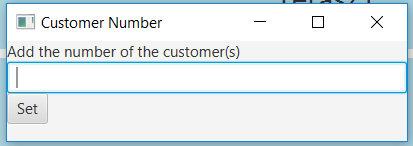 Customer Number
Add the number of the customer(s)
Set